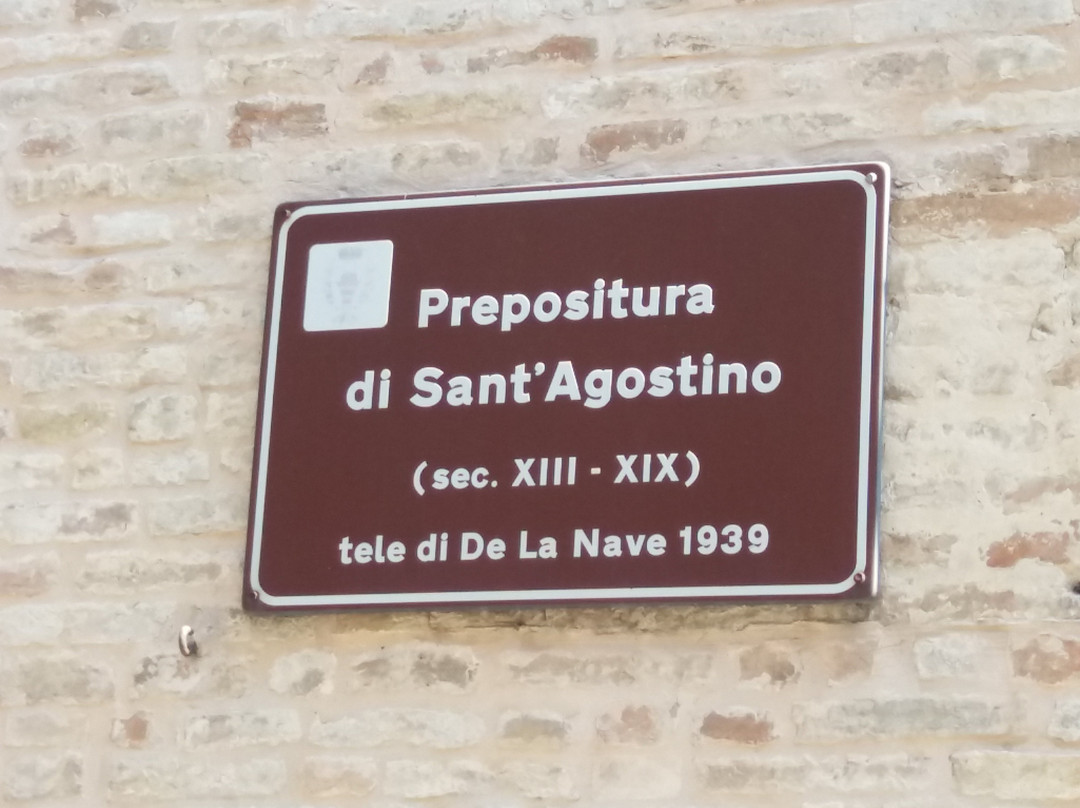 Prepositura
di Sant'Agostino
(sec. XIII - XIX)
tele di De La Nave 1939